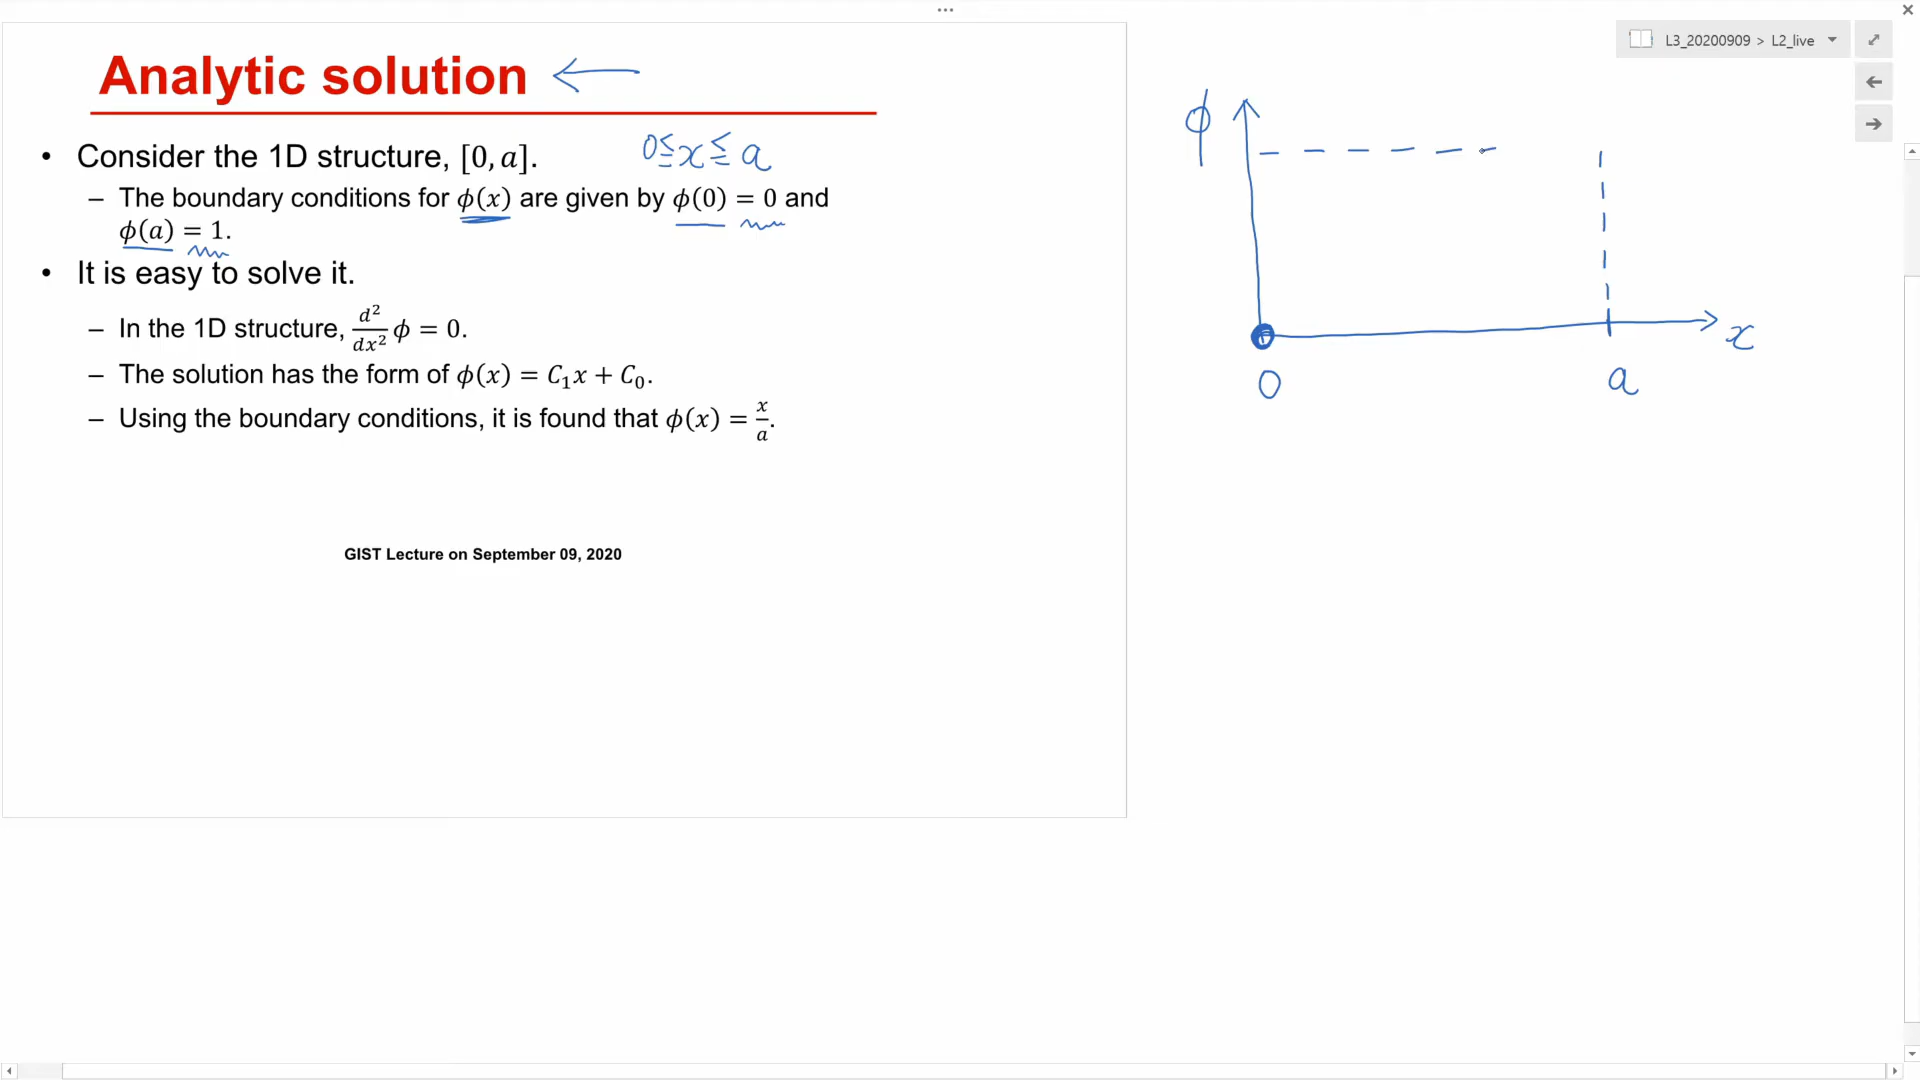 L3_20200909 > L2_live
Analytic solution
• Consider the 1D structure, [0, a]. 0 ≤ x ≤ a
– The boundary conditions for ϕ(x) are given by ϕ(0) = 0 and
ϕ(a) = 1.
• It is easy to solve it.
– In the 1D structure, d²/dx² ϕ = 0.
– The solution has the form of ϕ(x) = C₁x + C₀.
– Using the boundary conditions, it is found that ϕ(x) = x/a.
GIST Lecture on September 09, 2020
ϕ
x
0 a